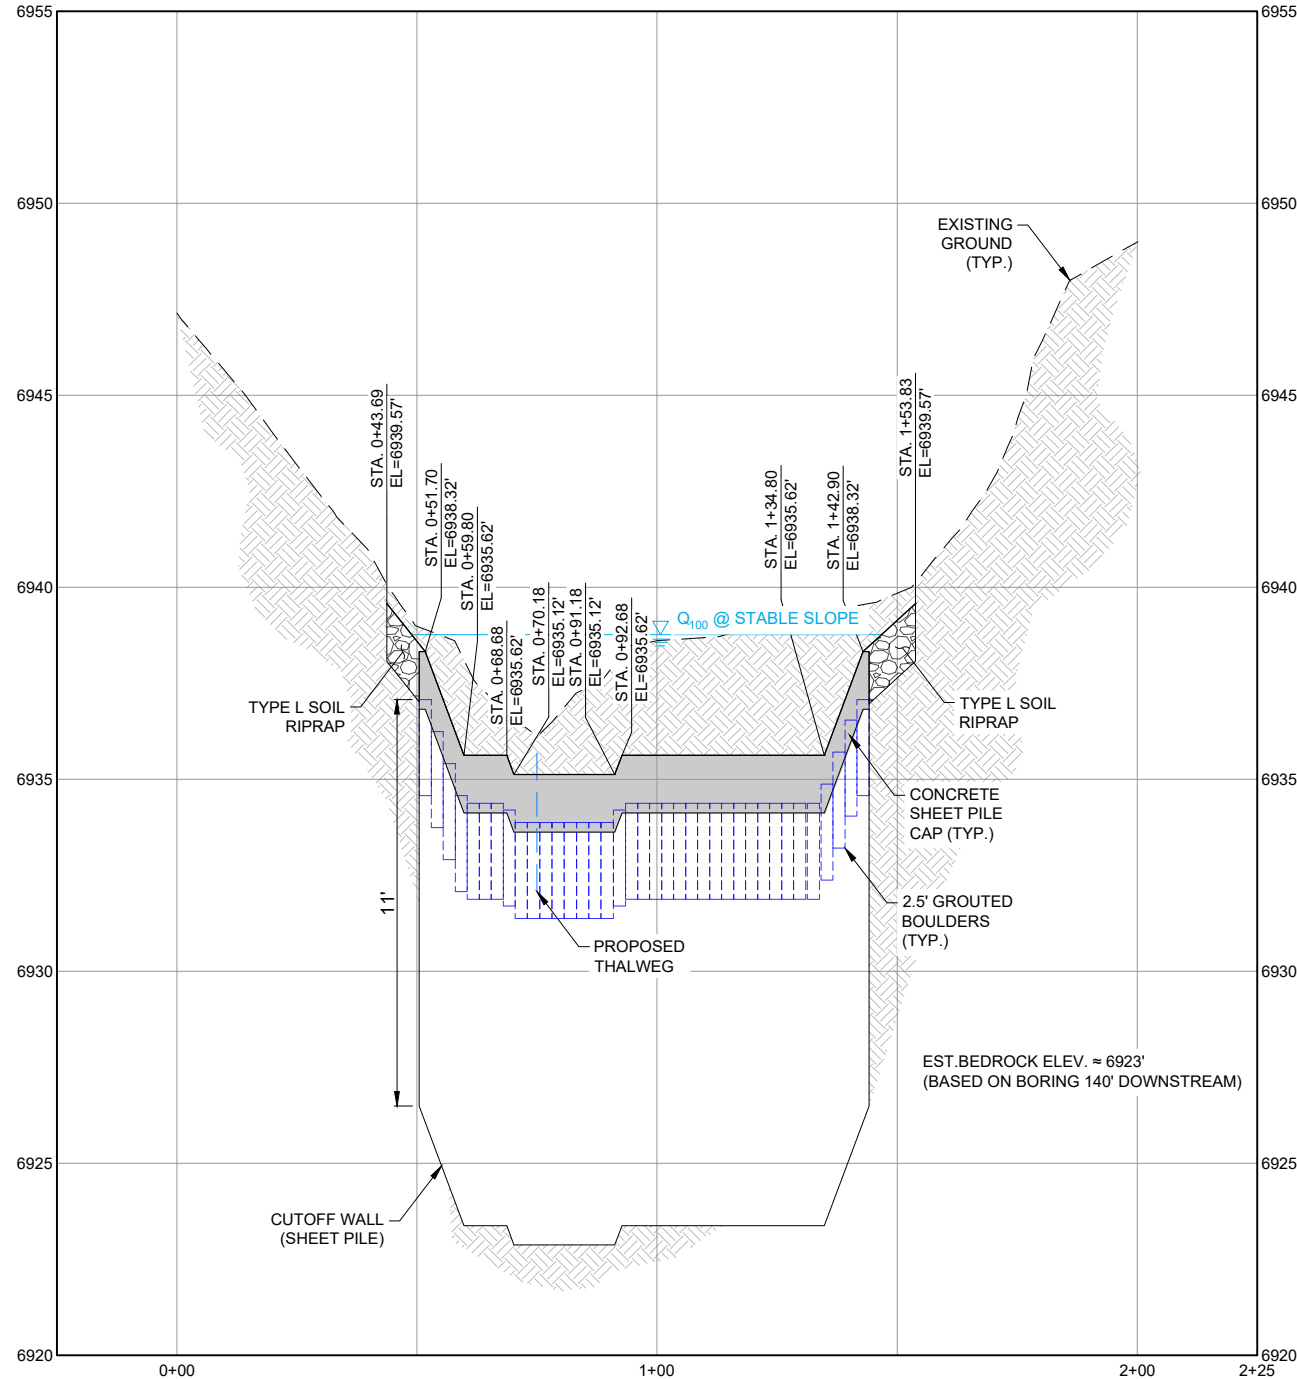 6955
6955
6950
6950
EXISTING
GROUND
(TYP.)
6945
6945
STA. 0+43.69
EL=6939.57'
STA. 0+51.70
EL=6938.32'
STA. 0+59.80
EL=6935.62'
STA. 0+68.68
EL=6935.62'
STA. 0+70.18
EL=6935.12'
STA. 0+91.18
EL=6935.12'
STA. 0+92.68
EL=6935.62'
STA. 1+34.80
EL=6935.62'
STA. 1+42.90
EL=6938.32'
STA. 1+53.83
EL=6939.57'
6940
6940
Q100 @ STABLE SLOPE
TYPE L SOIL
RIPRAP
TYPE L SOIL
RIPRAP
6935
6935
CONCRETE
SHEET PILE
CAP (TYP.)
11'
2.5' GROUTED
BOULDERS
(TYP.)
PROPOSED
THALWEG
6930
6930
EST.BEDROCK ELEV. ≈ 6923'
(BASED ON BORING 140' DOWNSTREAM)
6925
6925
CUTOFF WALL
(SHEET PILE)
6920
6920
0+00
1+00
2+00
2+25